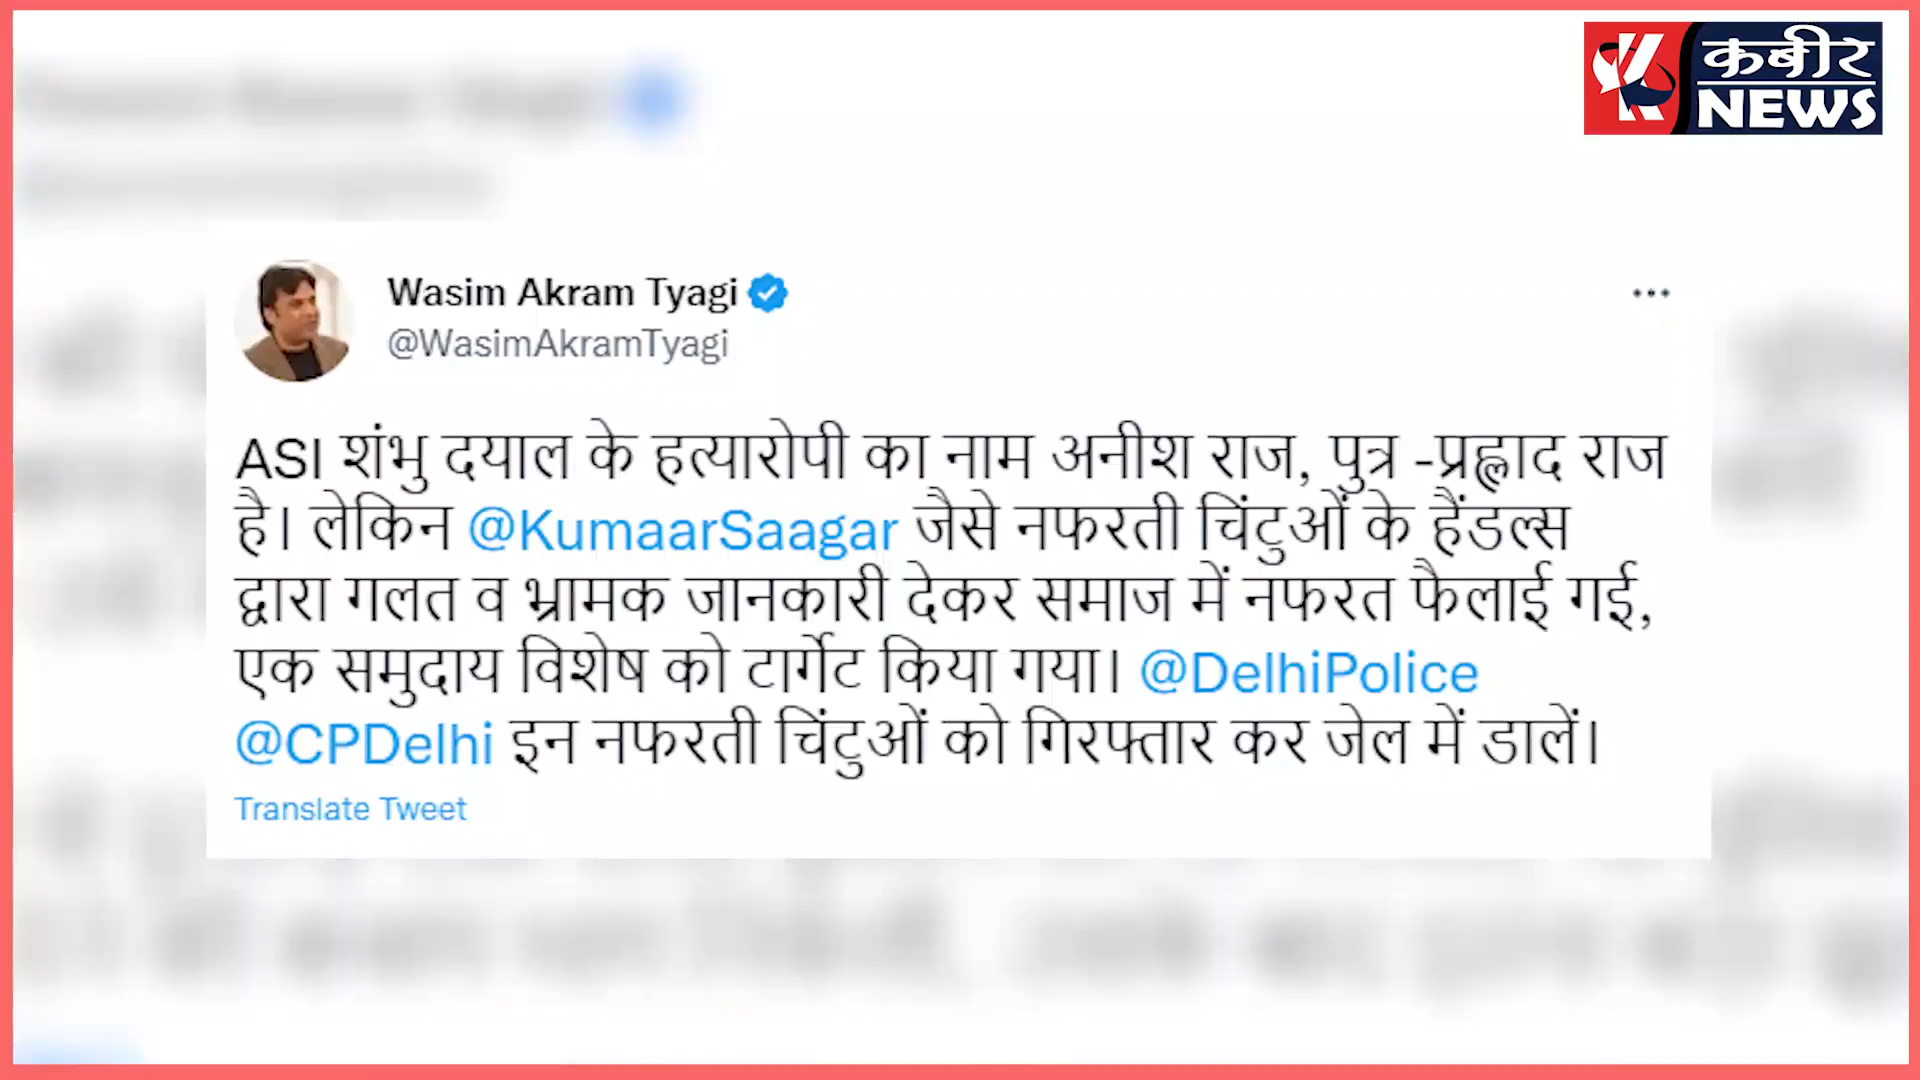 कबीर
NEWS
Wasim Akram Tyagi
@WasimAkramTyagi
ASI शंभु दयाल के हत्यारोपी का नाम अनीश राज, पुत्र -प्रह्लाद राज
है। लेकिन @KumaarSaagar जैसे नफरती चिंटुओं के हैंडल्स
द्वारा गलत व भ्रामक जानकारी देकर समाज में नफरत फैलाई गई,
एक समुदाय विशेष को टार्गेट किया गया। @DelhiPolice
@CPDelhi इन नफरती चिंटुओं को गिरफ्तार कर जेल में डालें।
Translate Tweet